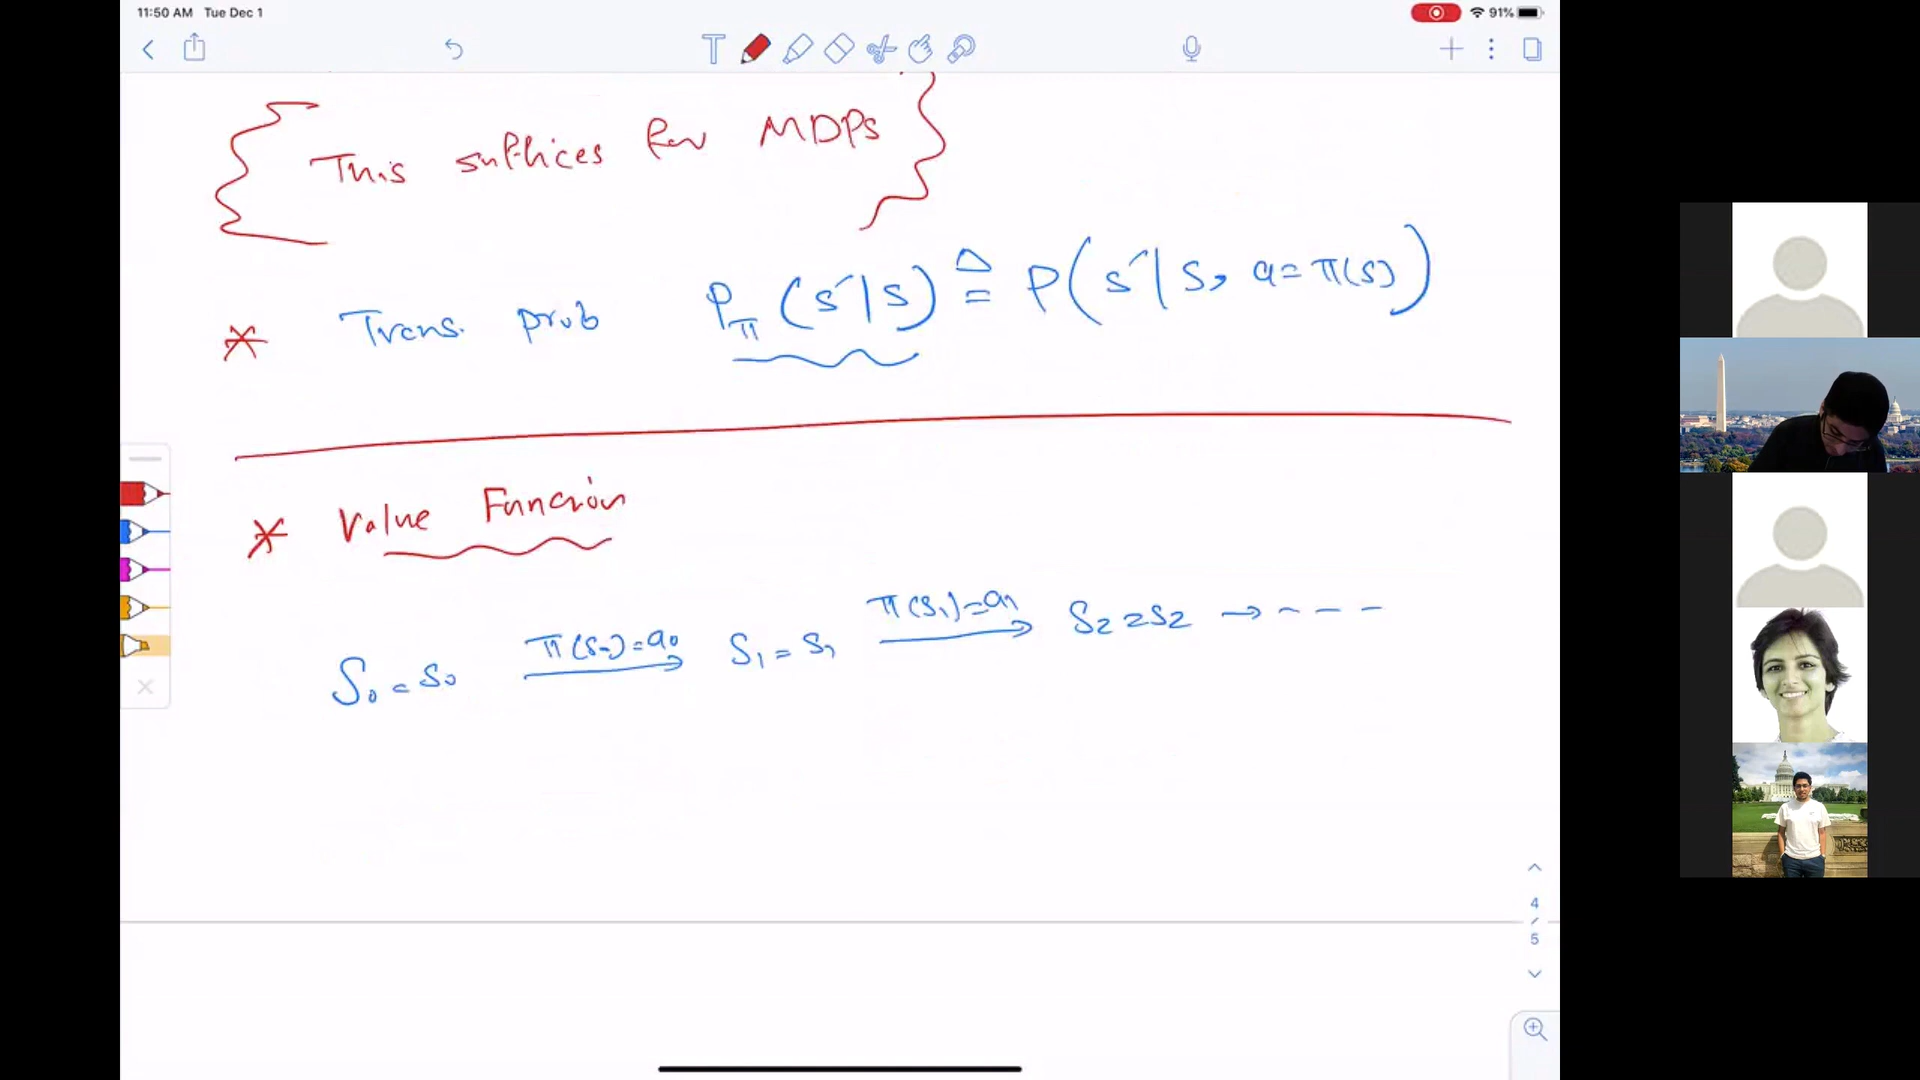 11:50 AM Tue Dec 1
91%
This suffices for MDPs
* Trans. prob P_π (s'|s) ≜ P(s'|s, a=π(s))
* Value Function
S₀ = s₀ π(s₀)=a₀ → S₁ = s₁ π(s₁)=a₁ → S₂ = s₂ → - - -
4
5